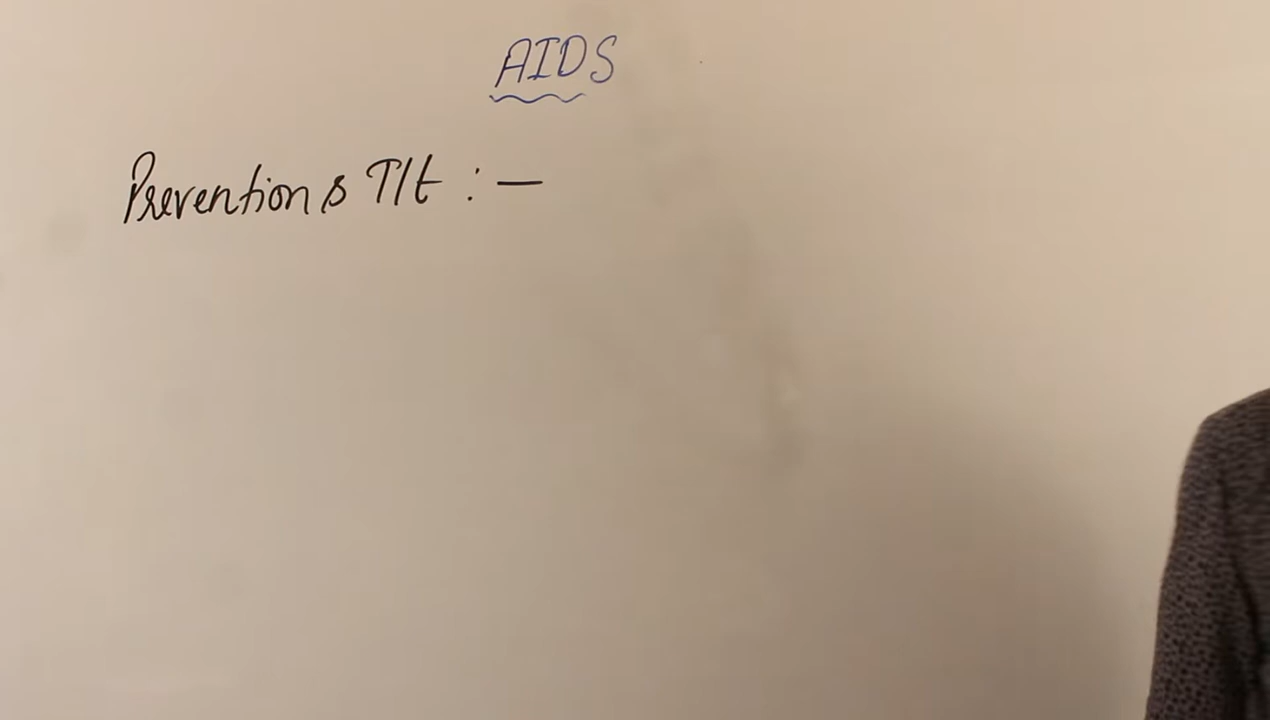 AIDS
Prevention & T/t : —